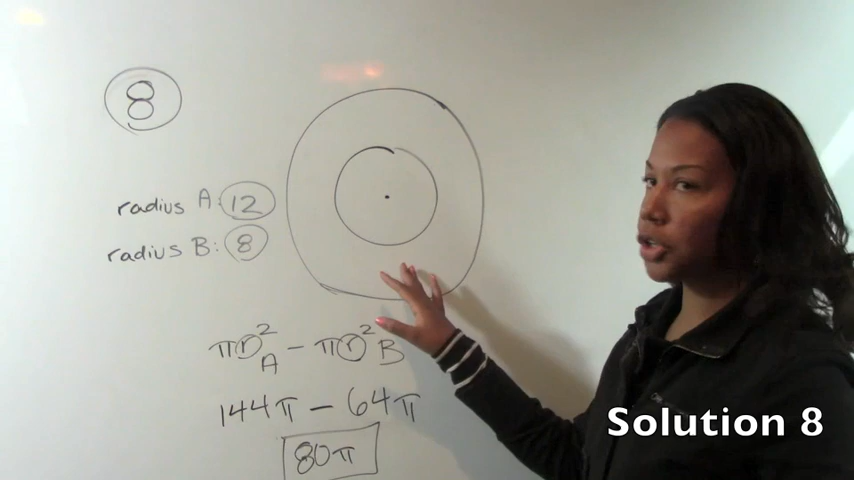 8
radius A: 12
radius B: 8
πr²A − πr²B
144π − 64π
80π
Solution 8